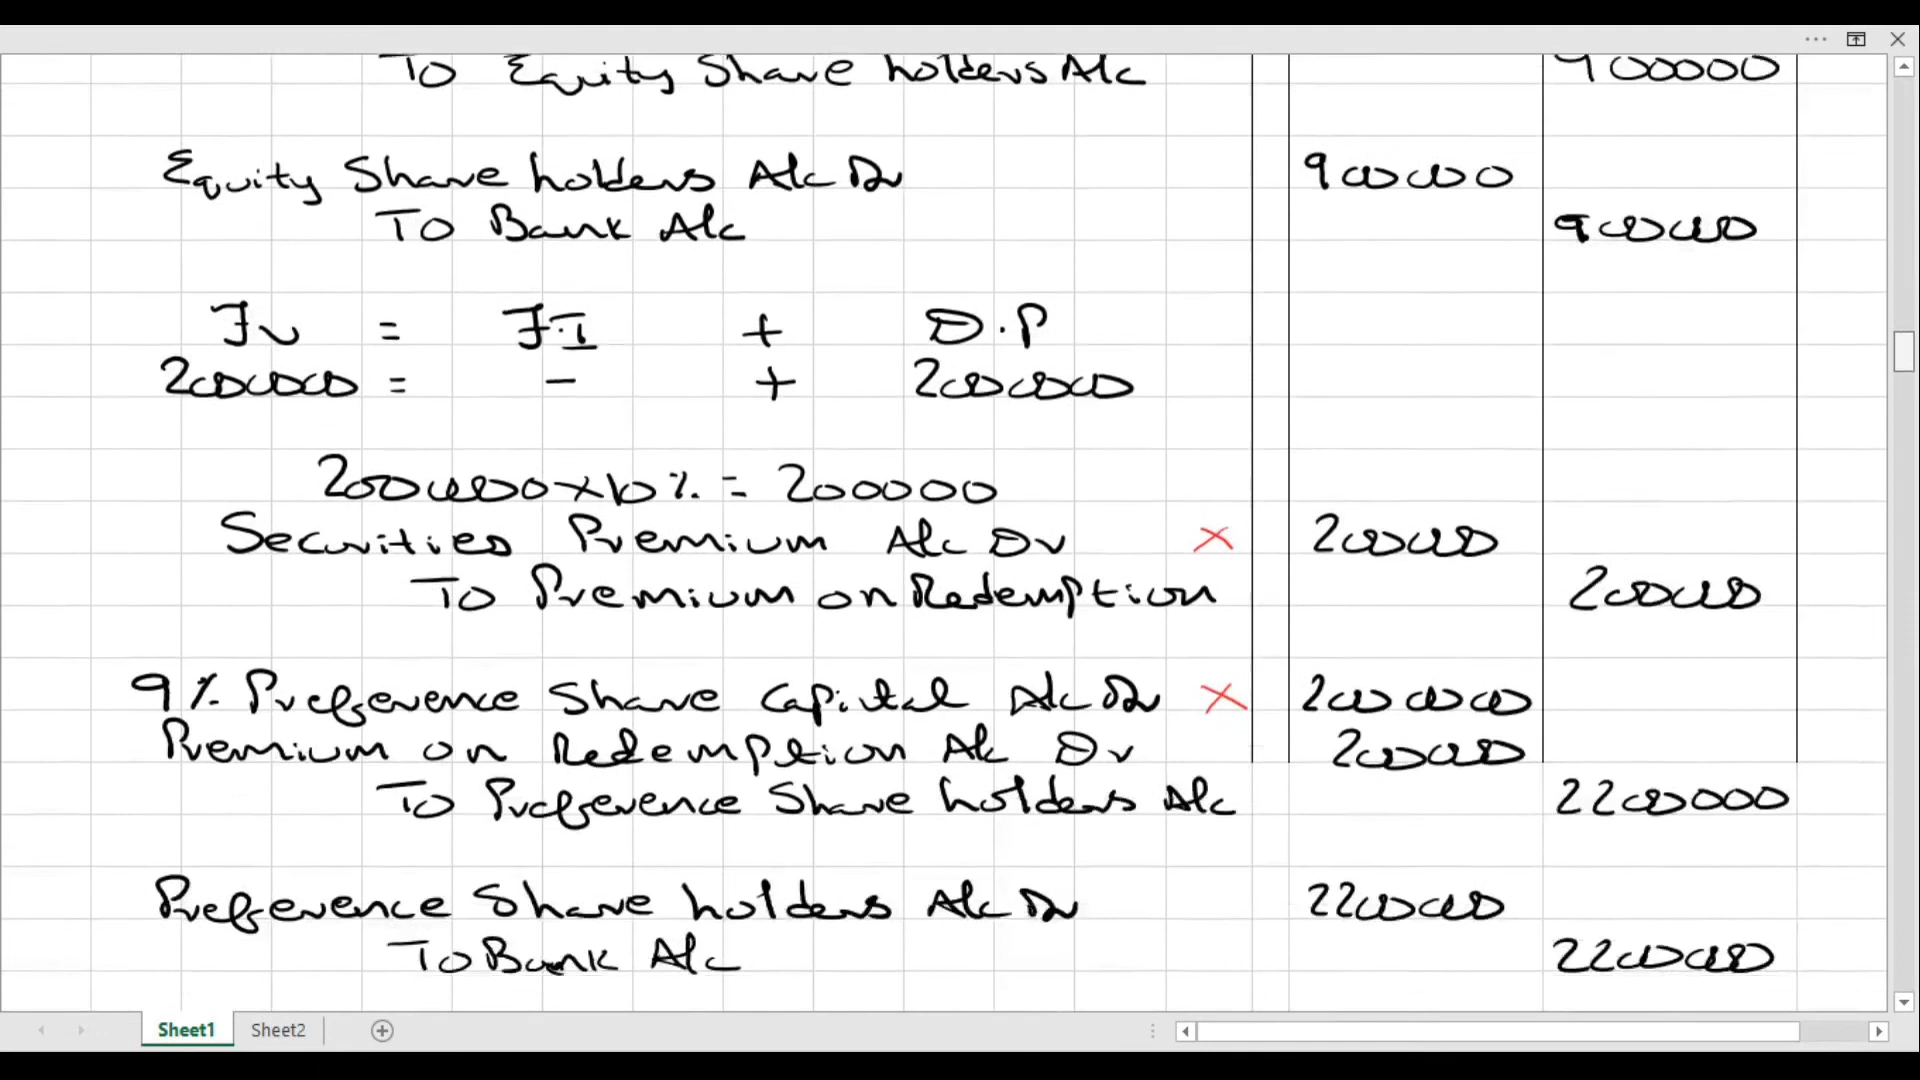 To Equity Share holders A/c 900000
Equity Share holders A/c Dr 900000
To Bank A/c 900000
Fv = F.I + D.P
2000000 = - + 2000000
2000000 x 10% = 200000
Securities Premium A/c Dr x 200000
To Premium on Redemption 200000
9% Preference Share Capital A/c Dr x 2000000
Premium on Redemption A/c Dr 200000
To Preference Share holders A/c 2200000
Preference Share holders A/c Dr 2200000
To Bank A/c 2200000
Sheet1 Sheet2